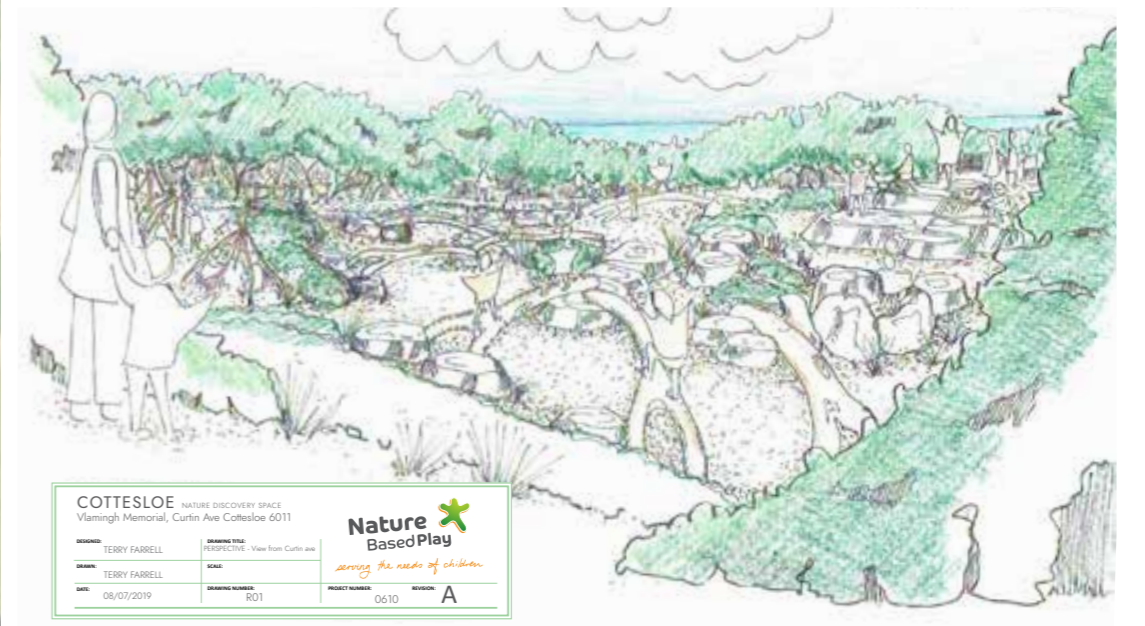 COTTESLOE NATURE DISCOVERY SPACE
Vlamingh Memorial, Curtin Ave Cottesloe 6011
DESIGNED:
TERRY FARRELL
DRAWING TITLE:
PERSPECTIVE - View from Curtin ave
DRAWN:
TERRY FARRELL
SCALE:
DATE:
08/07/2019
DRAWING NUMBER:
R01
Nature
Based Play
serving the needs of children
PROJECT NUMBER:
0610
REVISION: A